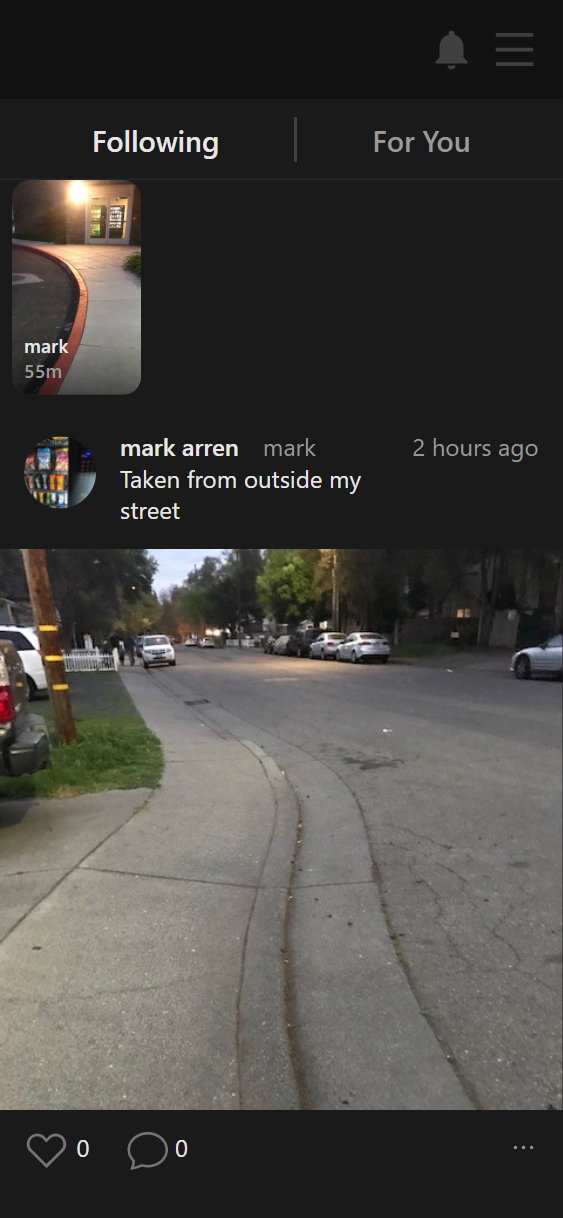 Following
For You
mark
55m
mark arren mark 2 hours ago
Taken from outside my
street
0
0